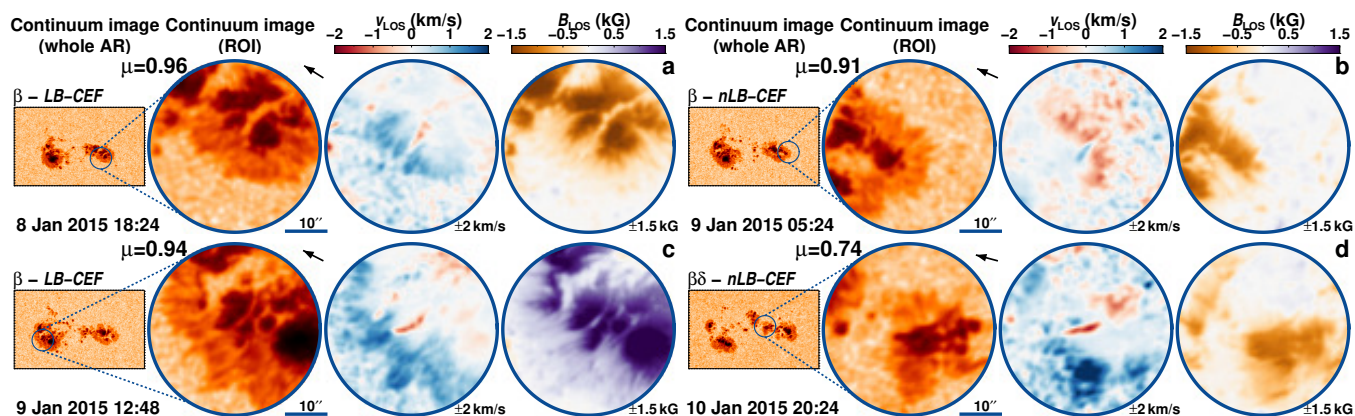 Continuum image Continuum image v_LOS (km/s) B_LOS (kG) Continuum image Continuum image v_LOS (km/s) B_LOS (kG)
(whole AR) (ROI) −2 −1 0 1 2 −1.5 −0.5 0.5 1.5 (whole AR) (ROI) −2 −1 0 1 2 −1.5 −0.5 0.5 1.5
μ=0.96 a μ=0.91 b
β − LB−CEF β − nLB−CEF
8 Jan 2015 18:24 10′′ ±2 km/s ±1.5 kG 9 Jan 2015 05:24 10′′ ±2 km/s ±1.5 kG
μ=0.94 c μ=0.74 d
β − LB−CEF βδ − nLB−CEF
9 Jan 2015 12:48 10′′ ±2 km/s ±1.5 kG 10 Jan 2015 20:24 10′′ ±2 km/s ±1.5 kG